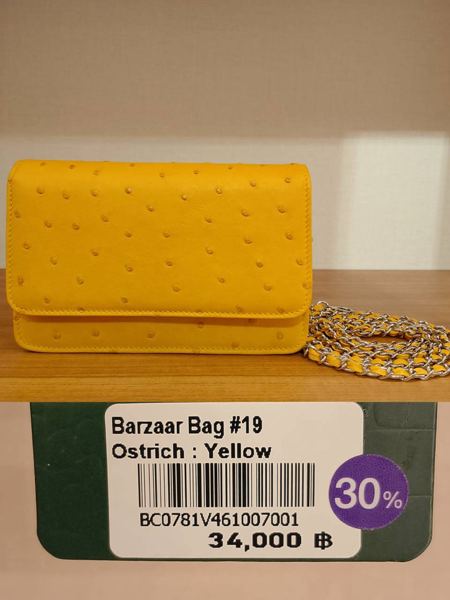 Barzaar Bag #19
Ostrich : Yellow
BC0781V461007001
34,000 ฿
30%